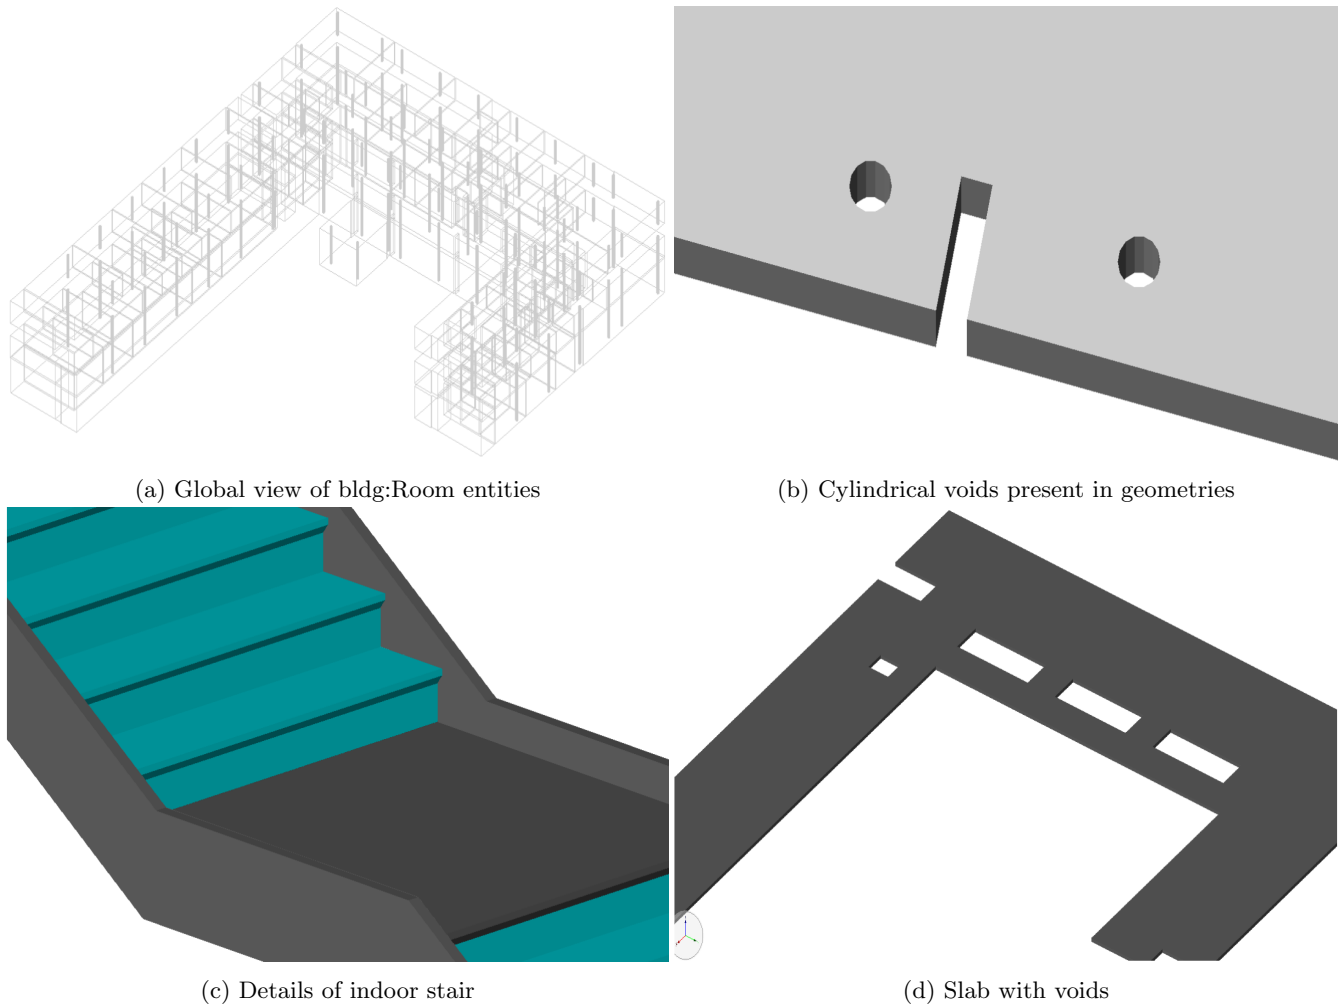 (a) Global view of bldg:Room entities
(b) Cylindrical voids present in geometries
(c) Details of indoor stair
(d) Slab with voids